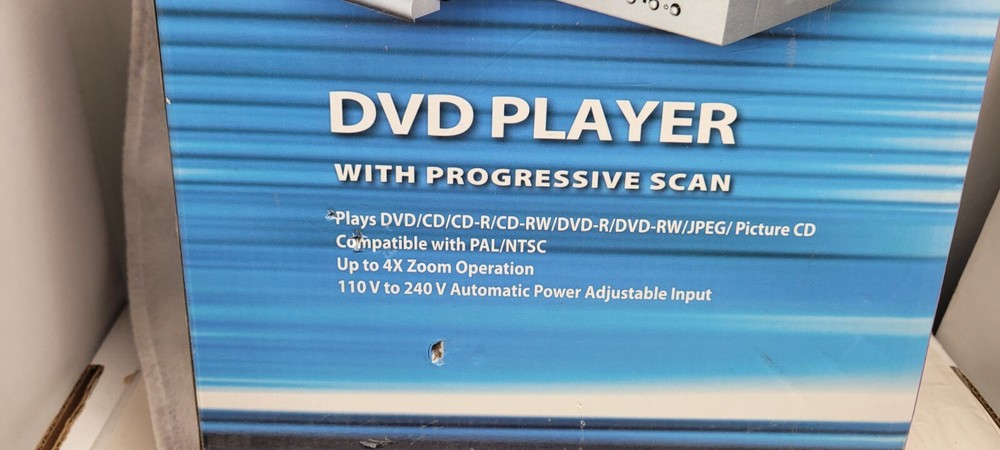 DVD PLAYER
WITH PROGRESSIVE SCAN
Plays DVD/CD/CD-R/CD-RW/DVD-R/DVD-RW/JPEG/ Picture CD
Compatible with PAL/NTSC
Up to 4X Zoom Operation
110 V to 240 V Automatic Power Adjustable Input